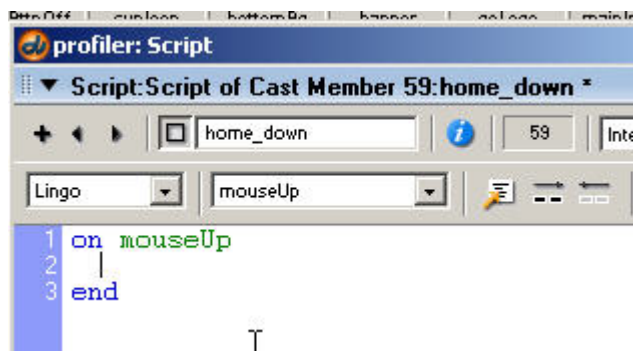 profiler: Script
Script:Script of Cast Member 59:home_down *
home_down 59
Lingo mouseUp
1 on mouseUp
2
3 end